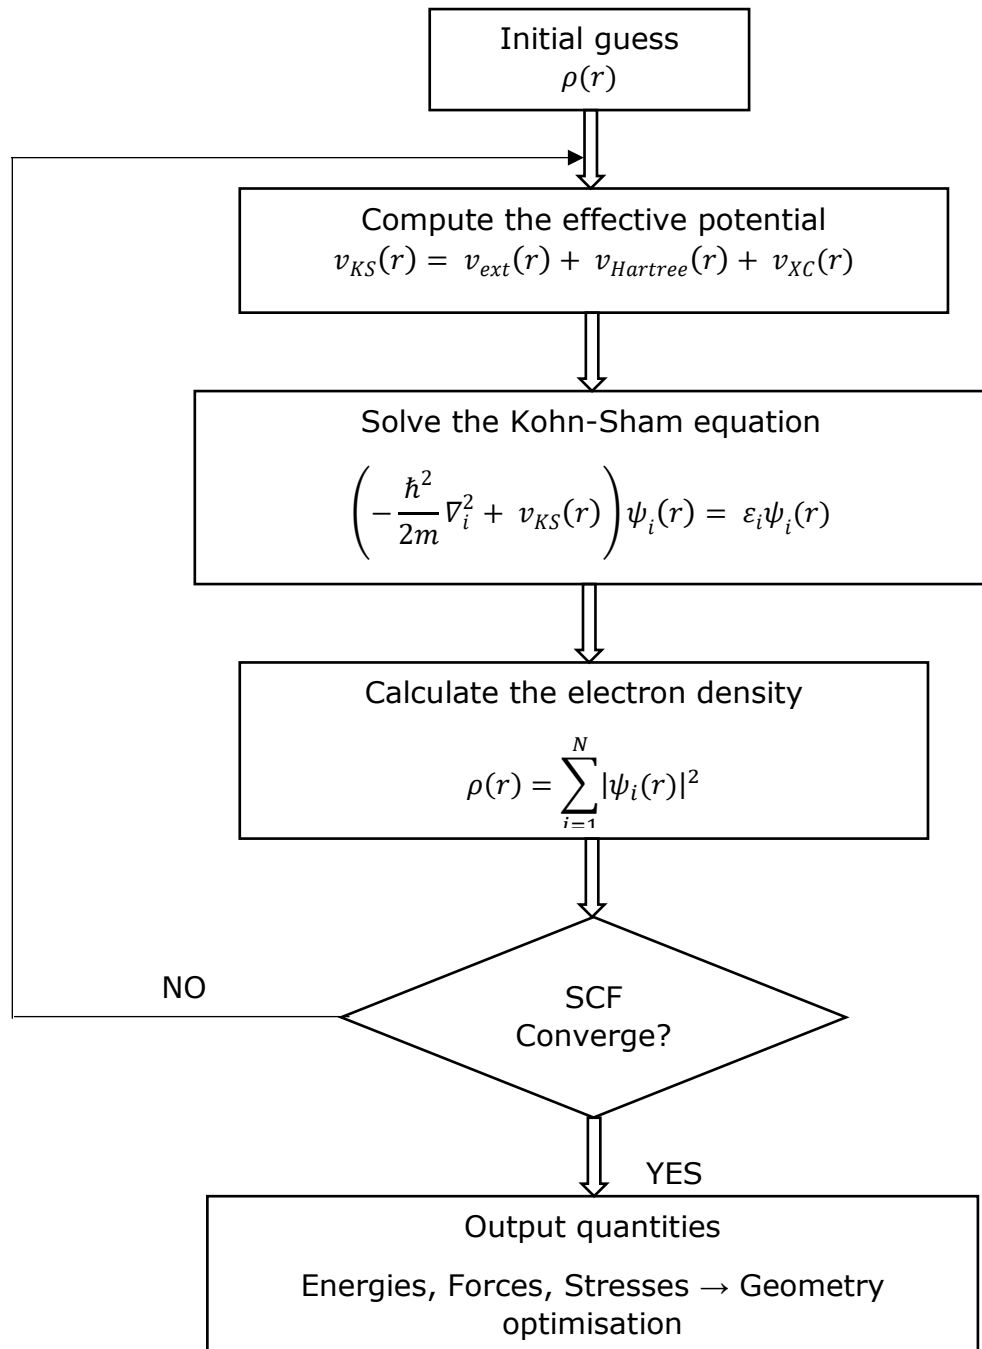 Initial guess
ρ(r)
Compute the effective potential
v_KS(r) = v_ext(r) + v_Hartree(r) + v_XC(r)
Solve the Kohn-Sham equation
(−ℏ²/2m ∇ᵢ² + v_KS(r))ψᵢ(r) = εᵢψᵢ(r)
Calculate the electron density
ρ(r) = ∑_{i=1}^{N} |ψᵢ(r)|²
NO
SCF
Converge?
YES
Output quantities
Energies, Forces, Stresses → Geometry
optimisation